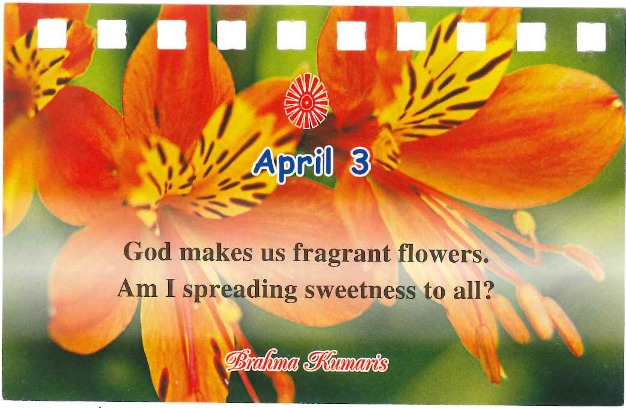 April 3
God makes us fragrant flowers.
Am I spreading sweetness to all?
Brahma Kumaris